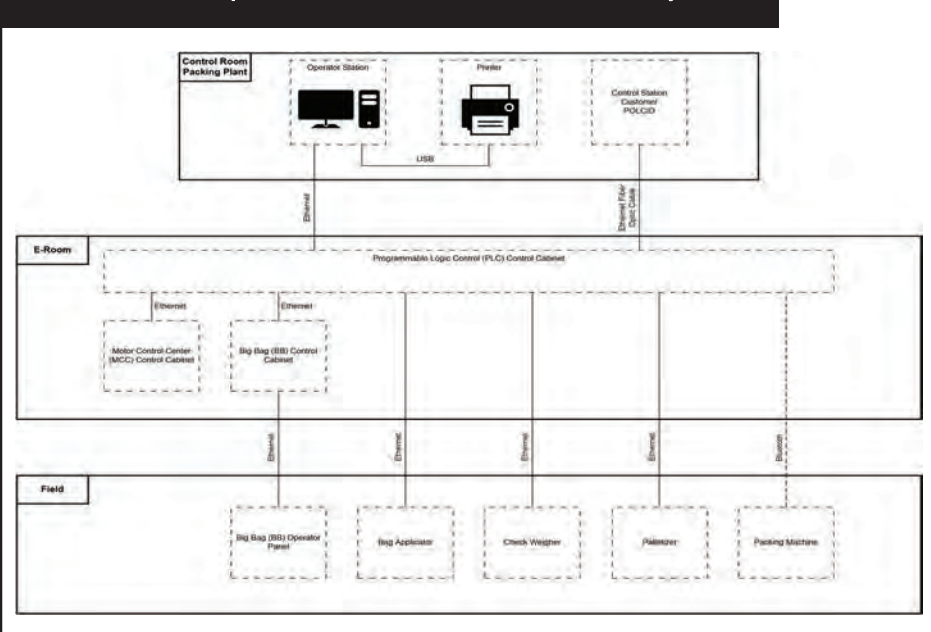 Control Room
Packing Plant
Operator Station
Printer
Control Station
Customer
POLCID
USB
Ethernet
Ethernet Fiber
Optic Cable
E-Room
Programmable Logic Control (PLC) Control Cabinet
Ethernet
Ethernet
Motor Control Center
(MCC) Control Cabinet
Big Bag (BB) Control
Cabinet
Ethernet
Ethernet
Ethernet
Ethernet
Bluetoth
Field
Big Bag (BB) Operator
Panel
Bag Applicator
Check Weigher
Palletizer
Packing Machine